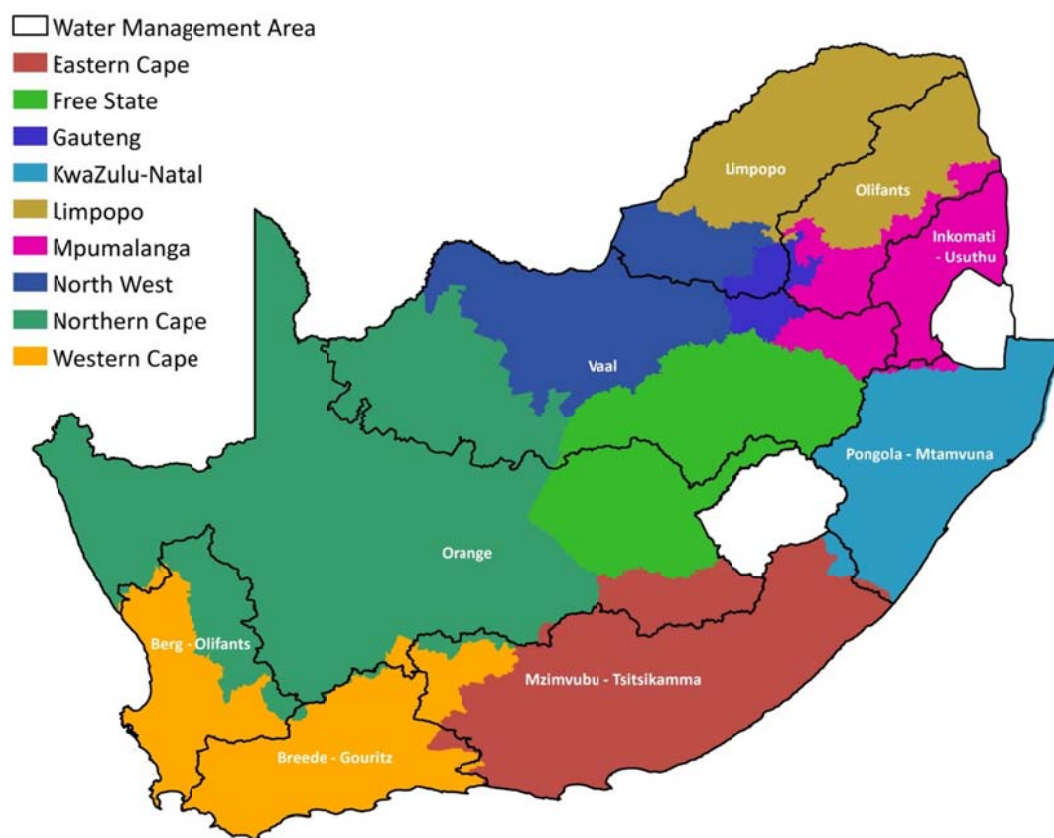 Water Management Area
Eastern Cape
Free State
Gauteng
KwaZulu-Natal
Limpopo
Mpumalanga
North West
Northern Cape
Western Cape
Limpopo
Olifants
Inkomati
- Usuthu
Vaal
Pongola - Mtamvuna
Orange
Berg - Olifants
Mzimvubu - Tsitsikamma
Breede - Gouritz